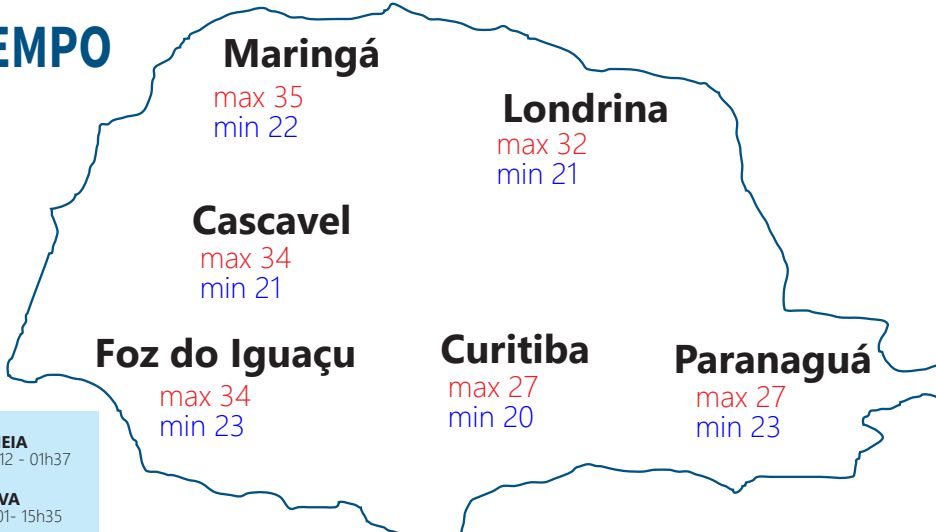 EMPO
Maringá
max 35
min 22
Londrina
max 32
min 21
Cascavel
max 34
min 21
Foz do Iguaçu
max 34
min 23
Curitiba
max 27
min 20
Paranaguá
max 27
min 23
EIA
12 - 01h37
VA
01- 15h35